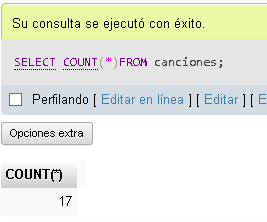 Su consulta se ejecutó con éxito.
SELECT COUNT(*)FROM canciones;
Perfilando [ Editar en línea ] [ Editar ] [ E
Opciones extra
COUNT(*)
17